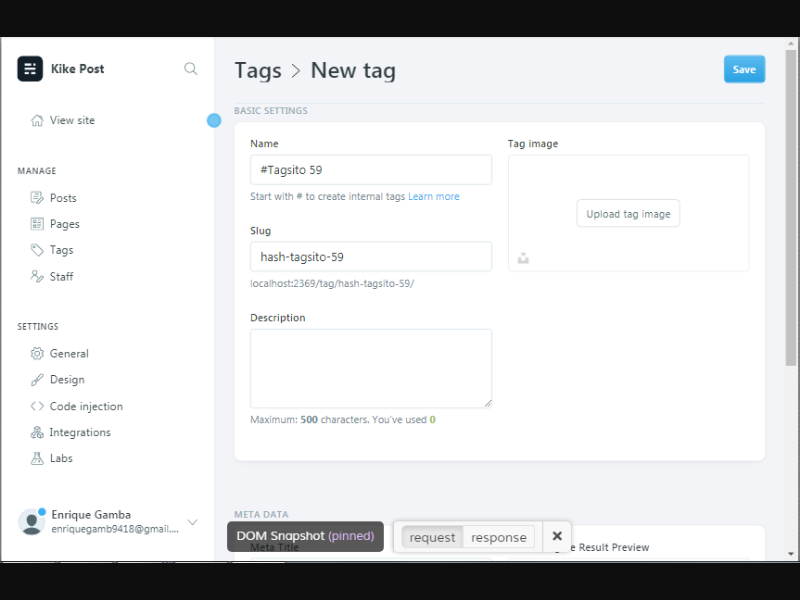 Kike Post
View site
MANAGE
Posts
Pages
Tags
Staff
SETTINGS
General
Design
Code injection
Integrations
Labs
Enrique Gamba
enriquegamb9418@gmail....
Tags > New tag
Save
BASIC SETTINGS
Name
#Tagsito 59
Start with # to create internal tags Learn more
Slug
hash-tagsito-59
localhost:2369/tag/hash-tagsito-59/
Description
Maximum: 500 characters. You've used 0
Tag image
Upload tag image
META DATA
Meta Title
Result Preview
DOM Snapshot (pinned)
request
response